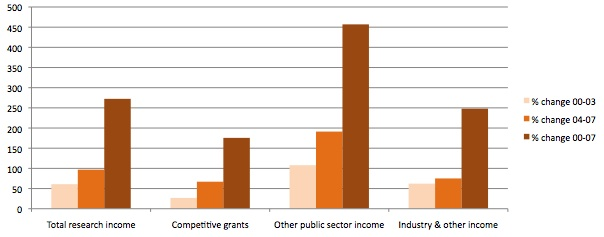 500
450
400
350
300
250
200
150
100
50
0
% change 00-03
% change 04-07
% change 00-07
Total research income
Competitive grants
Other public sector income
Industry & other income